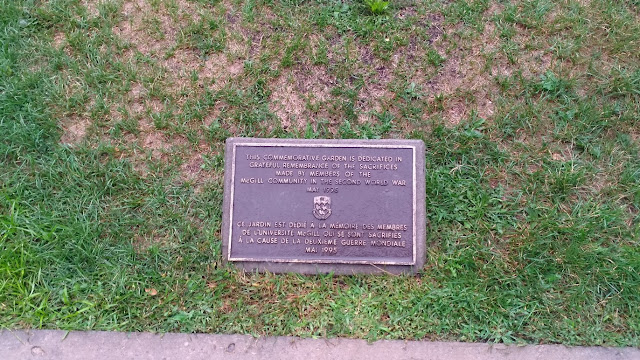 THIS COMMEMORATIVE GARDEN IS DEDICATED IN
GRATEFUL REMEMBRANCE OF THE SACRIFICES
MADE BY MEMBERS OF THE
McGILL COMMUNITY IN THE SECOND WORLD WAR
MAI 1995
CE JARDIN EST DÉDIÉ À LA MÉMOIRE DES MEMBRES
DE L'UNIVERSITÉ McGILL QUI SE SONT SACRIFIÉS
À LA CAUSE DE LA DEUXIÈME GUERRE MONDIALE
MAI 1995